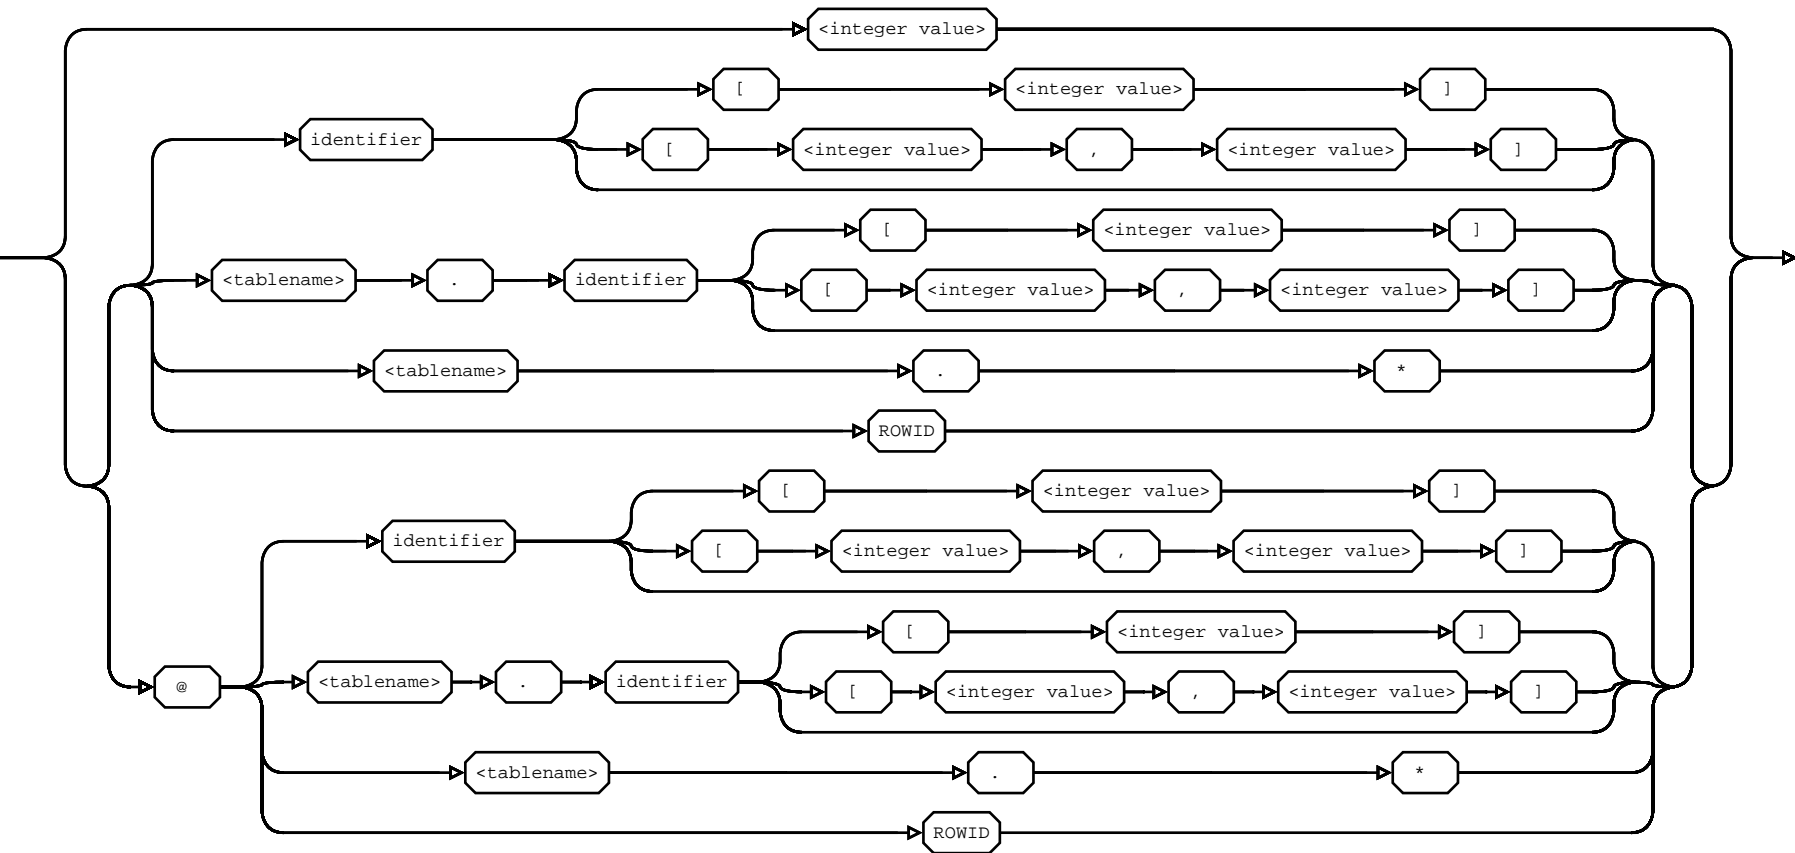 <integer value>
[ <integer value> ]
identifier
[ <integer value> , <integer value> ]
[ <integer value> ]
<tablename> . identifier
[ <integer value> , <integer value> ]
<tablename> . *
ROWID
[ <integer value> ]
identifier
[ <integer value> , <integer value> ]
[ <integer value> ]
@ <tablename> . identifier
[ <integer value> , <integer value> ]
<tablename> . *
ROWID